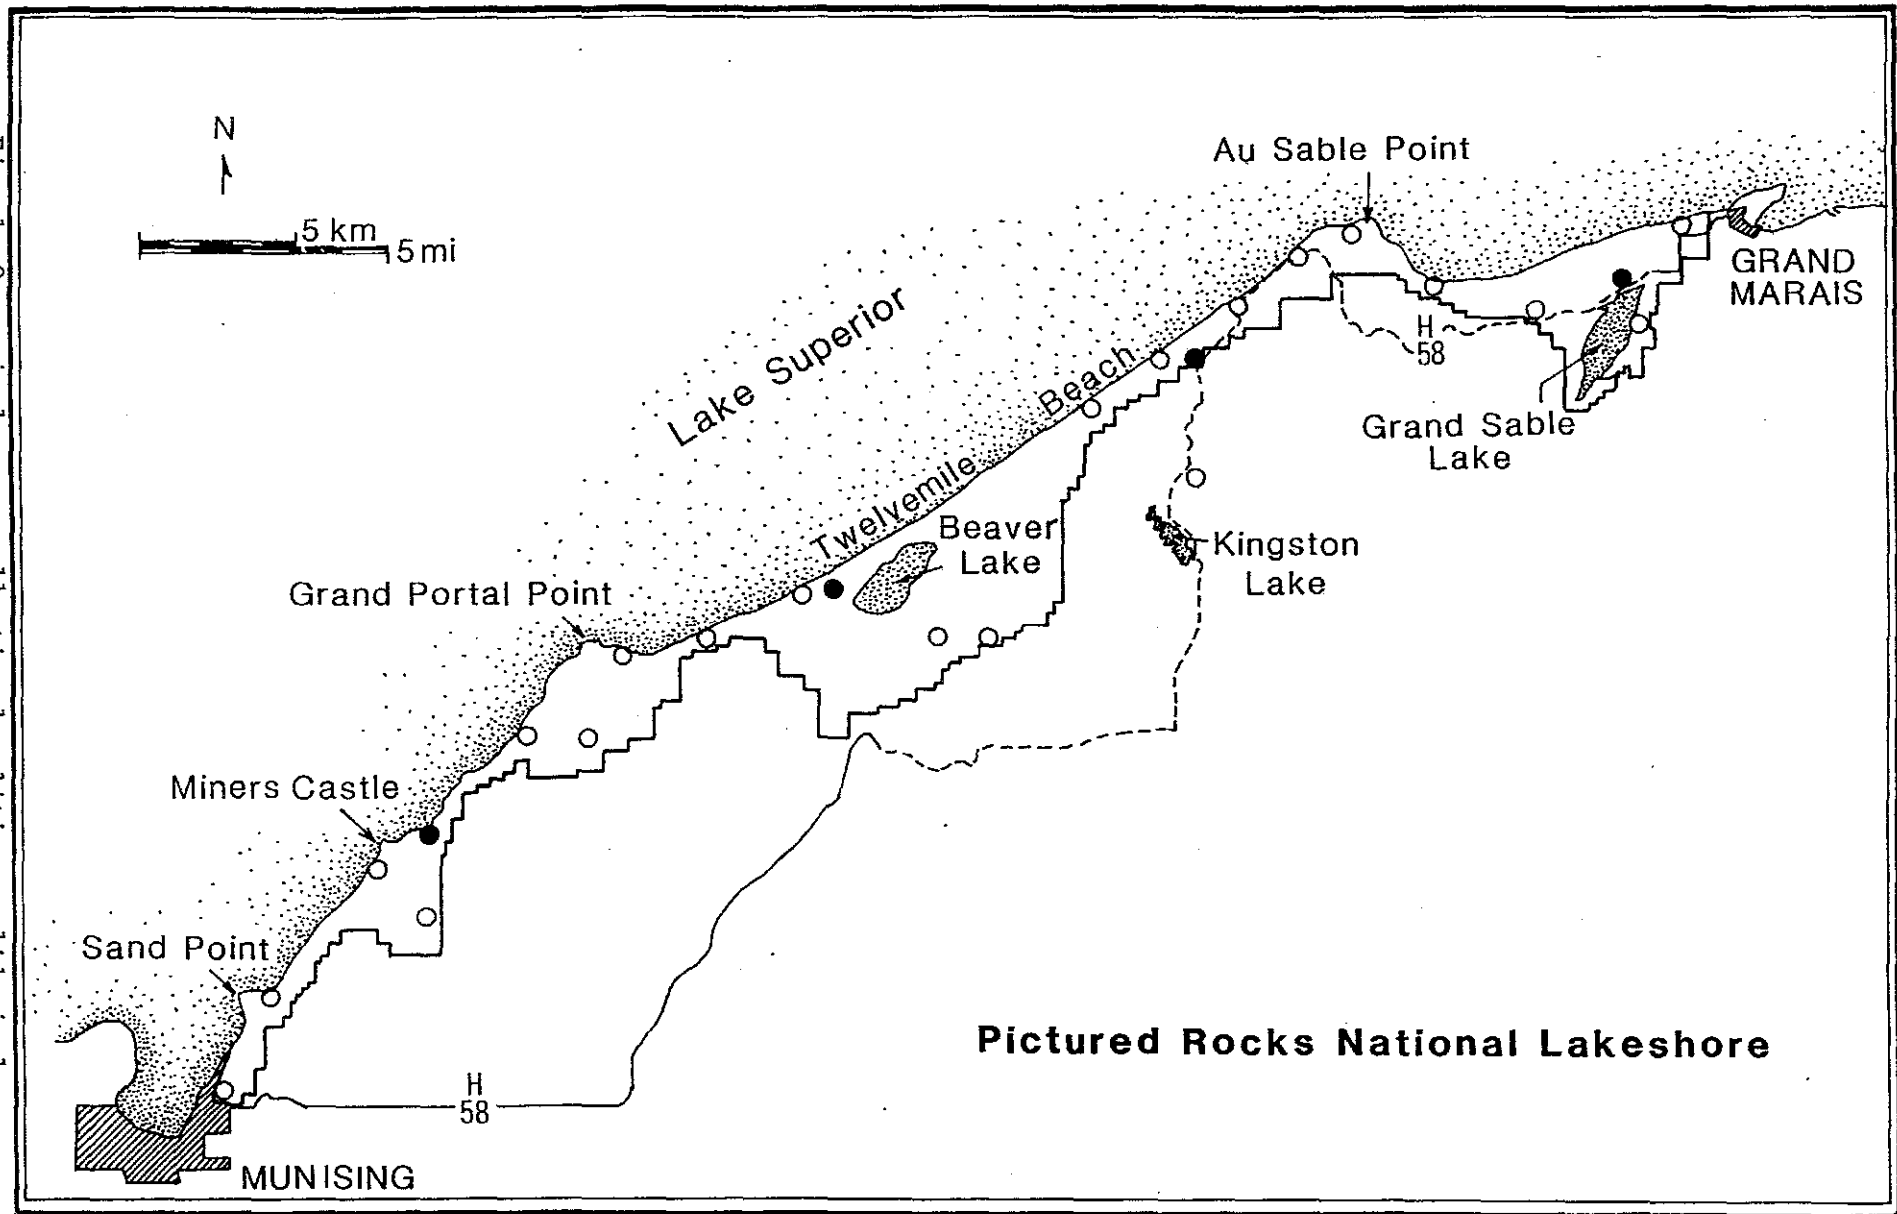 N
5 km
5 mi
Au Sable Point
GRAND
MARAIS
H
58
Lake Superior
Grand Sable
Lake
Twelvemile Beach
Beaver
Lake
Kingston
Lake
Grand Portal Point
Miners Castle
Sand Point
Pictured Rocks National Lakeshore
H
58
MUNISING